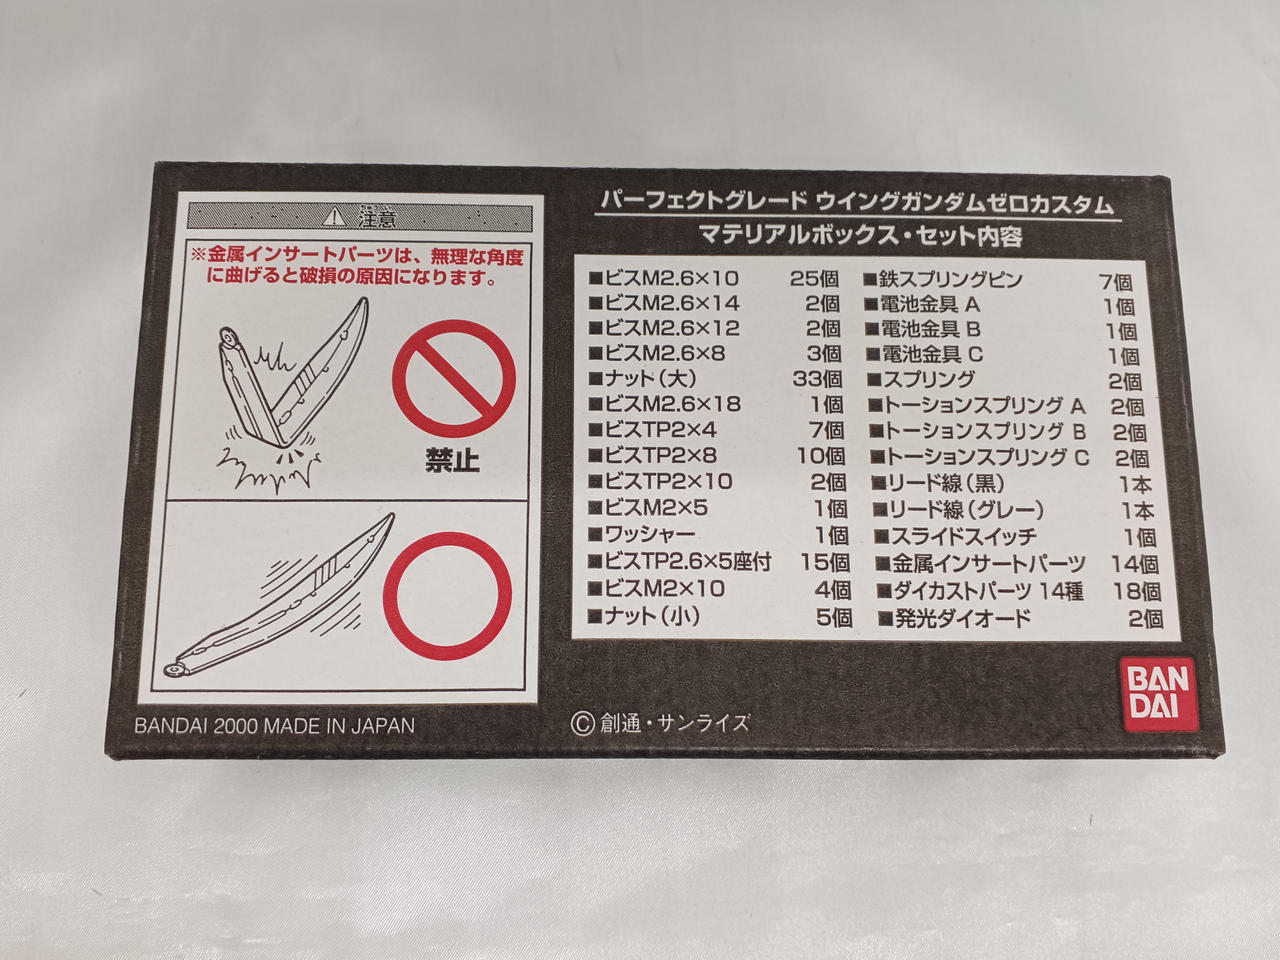 注意
※金属インサートパーツは、無理な角度
に曲げると破損の原因になります。
禁止
BANDAI 2000 MADE IN JAPAN
パーフェクトグレード ウイングガンダムゼロカスタム
マテリアルボックス・セット内容
■ビスM2.6×10 25個
■ビスM2.6×14 2個
■ビスM2.6×12 2個
■ビスM2.6×8 3個
■ナット(大) 33個
■ビスM2.6×18 1個
■ビスTP2×4 7個
■ビスTP2×8 10個
■ビスTP2×10 2個
■ビスM2×5 1個
■ワッシャー 1個
■ビスTP2.6×5座付 15個
■ビスM2×10 4個
■ナット(小) 5個
■鉄スプリングピン 7個
■電池金具 A 1個
■電池金具 B 1個
■電池金具 C 1個
■スプリング 2個
■トーションスプリング A 2個
■トーションスプリング B 2個
■トーションスプリング C 2個
■リード線(黒) 1本
■リード線(グレー) 1本
■スライドスイッチ 1個
■金属インサートパーツ 14個
■ダイカストパーツ 14種 18個
■発光ダイオード 2個
©創通・サンライズ
BAN
DAI